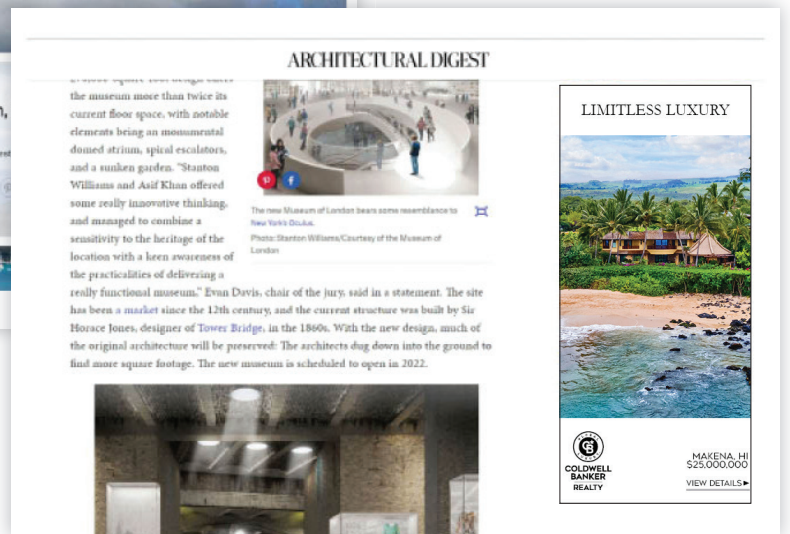 ARCHITECTURAL DIGEST
the museum more than twice its
current floor space, with notable
elements being an monumental
domed atrium, spiral escalators,
and a sunken garden. "Stanton
Williams and Asif Khan offered
some really innovative thinking,
and managed to combine a
sensitivity to the heritage of the
location with a keen awareness of
the practicalities of delivering a
really functional museum," Evan Davis, chair of the jury, said in a statement. The site
has been a market since the 12th century, and the current structure was built by Sir
Horace Jones, designer of Tower Bridge, in the 1860s. With the new design, much of
the original architecture will be preserved: The architects dug down into the ground to
find more square footage. The new museum is scheduled to open in 2022.
The new Museum of London bears some resemblance to
New York's Oculus.
Photo: Stanton Williams/Courtesy of the Museum of
London
LIMITLESS LUXURY
COLDWELL
BANKER
REALTY
MAKENA, HI
$25,000,000
VIEW DETAILS